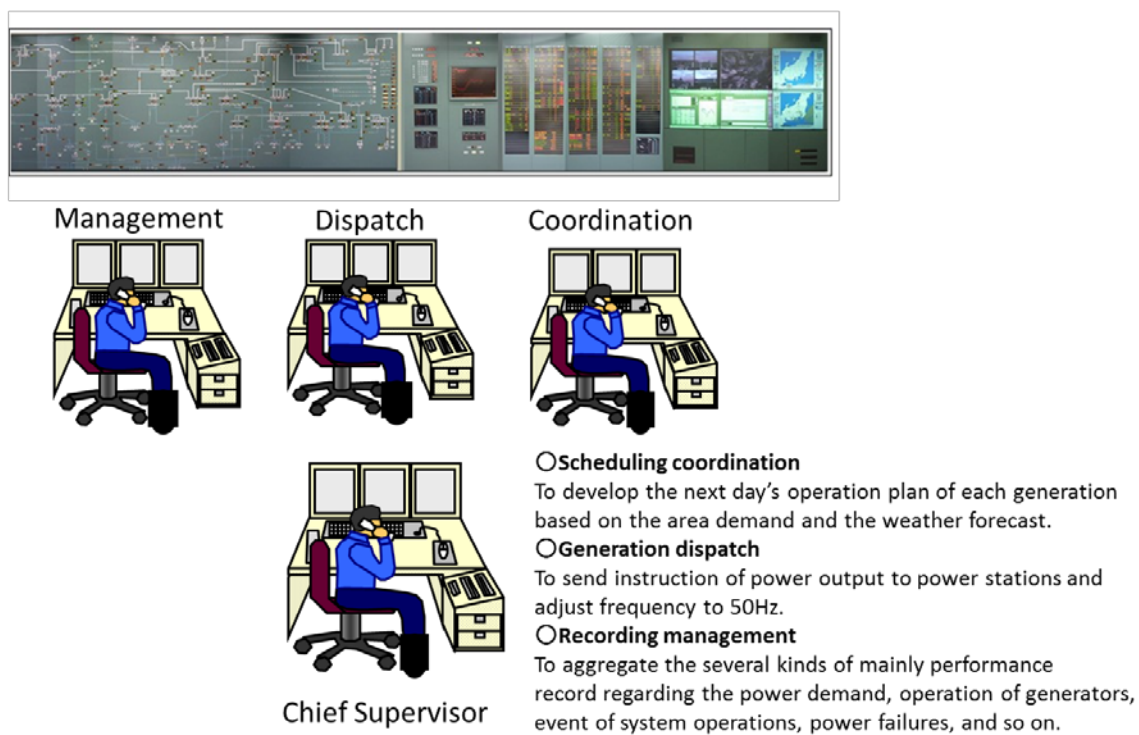 Management
Dispatch
Coordination
Chief Supervisor
○Scheduling coordination
To develop the next day's operation plan of each generation
based on the area demand and the weather forecast.
○Generation dispatch
To send instruction of power output to power stations and
adjust frequency to 50Hz.
○Recording management
To aggregate the several kinds of mainly performance
record regarding the power demand, operation of generators,
event of system operations, power failures, and so on.